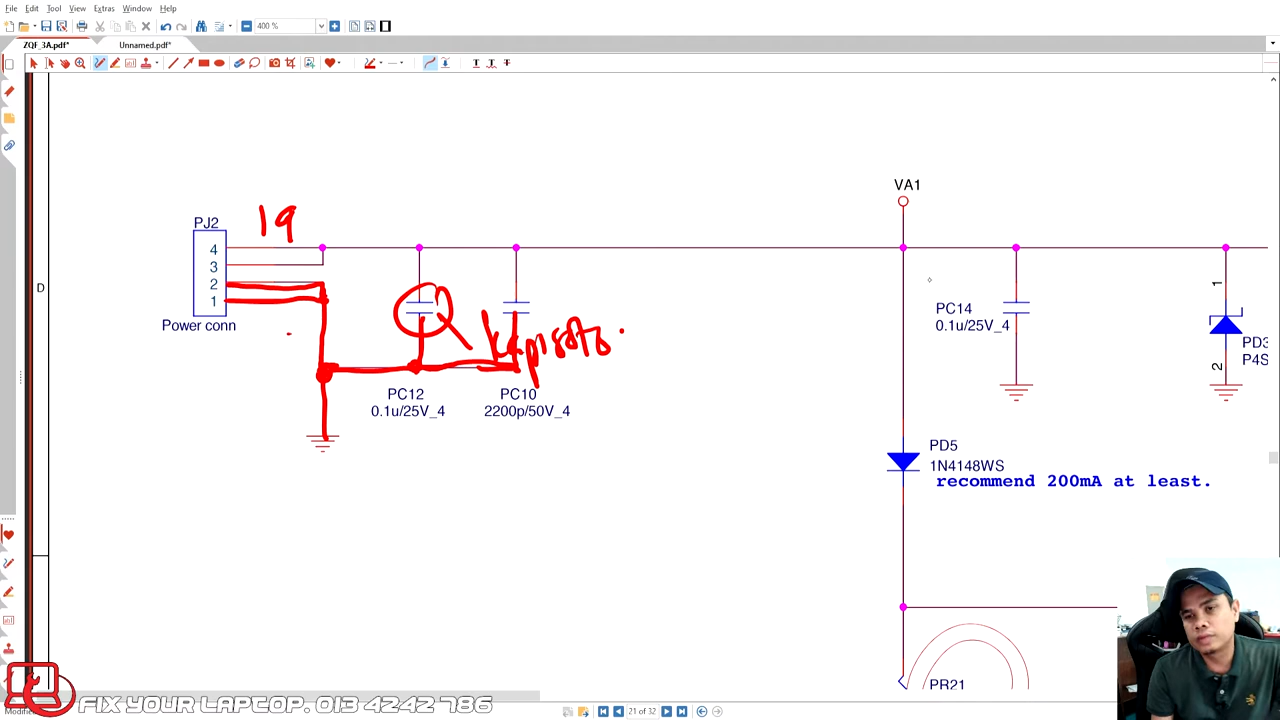 File Edit View Tool Extras Window Help
400 %
ZQF_3A.pdf*
Unnamed.pdf*
VA1
19
PJ2
4
3
2
1
D
Power conn
PC14
0.1u/25V_4
1
PD3
P4S
2
PC12
0.1u/25V_4
PC10
2200p/50V_4
PD5
1N4148WS
recommend 200mA at least.
PR21
FIX YOUR LAPTOP. 013 4242 786
21 of 32